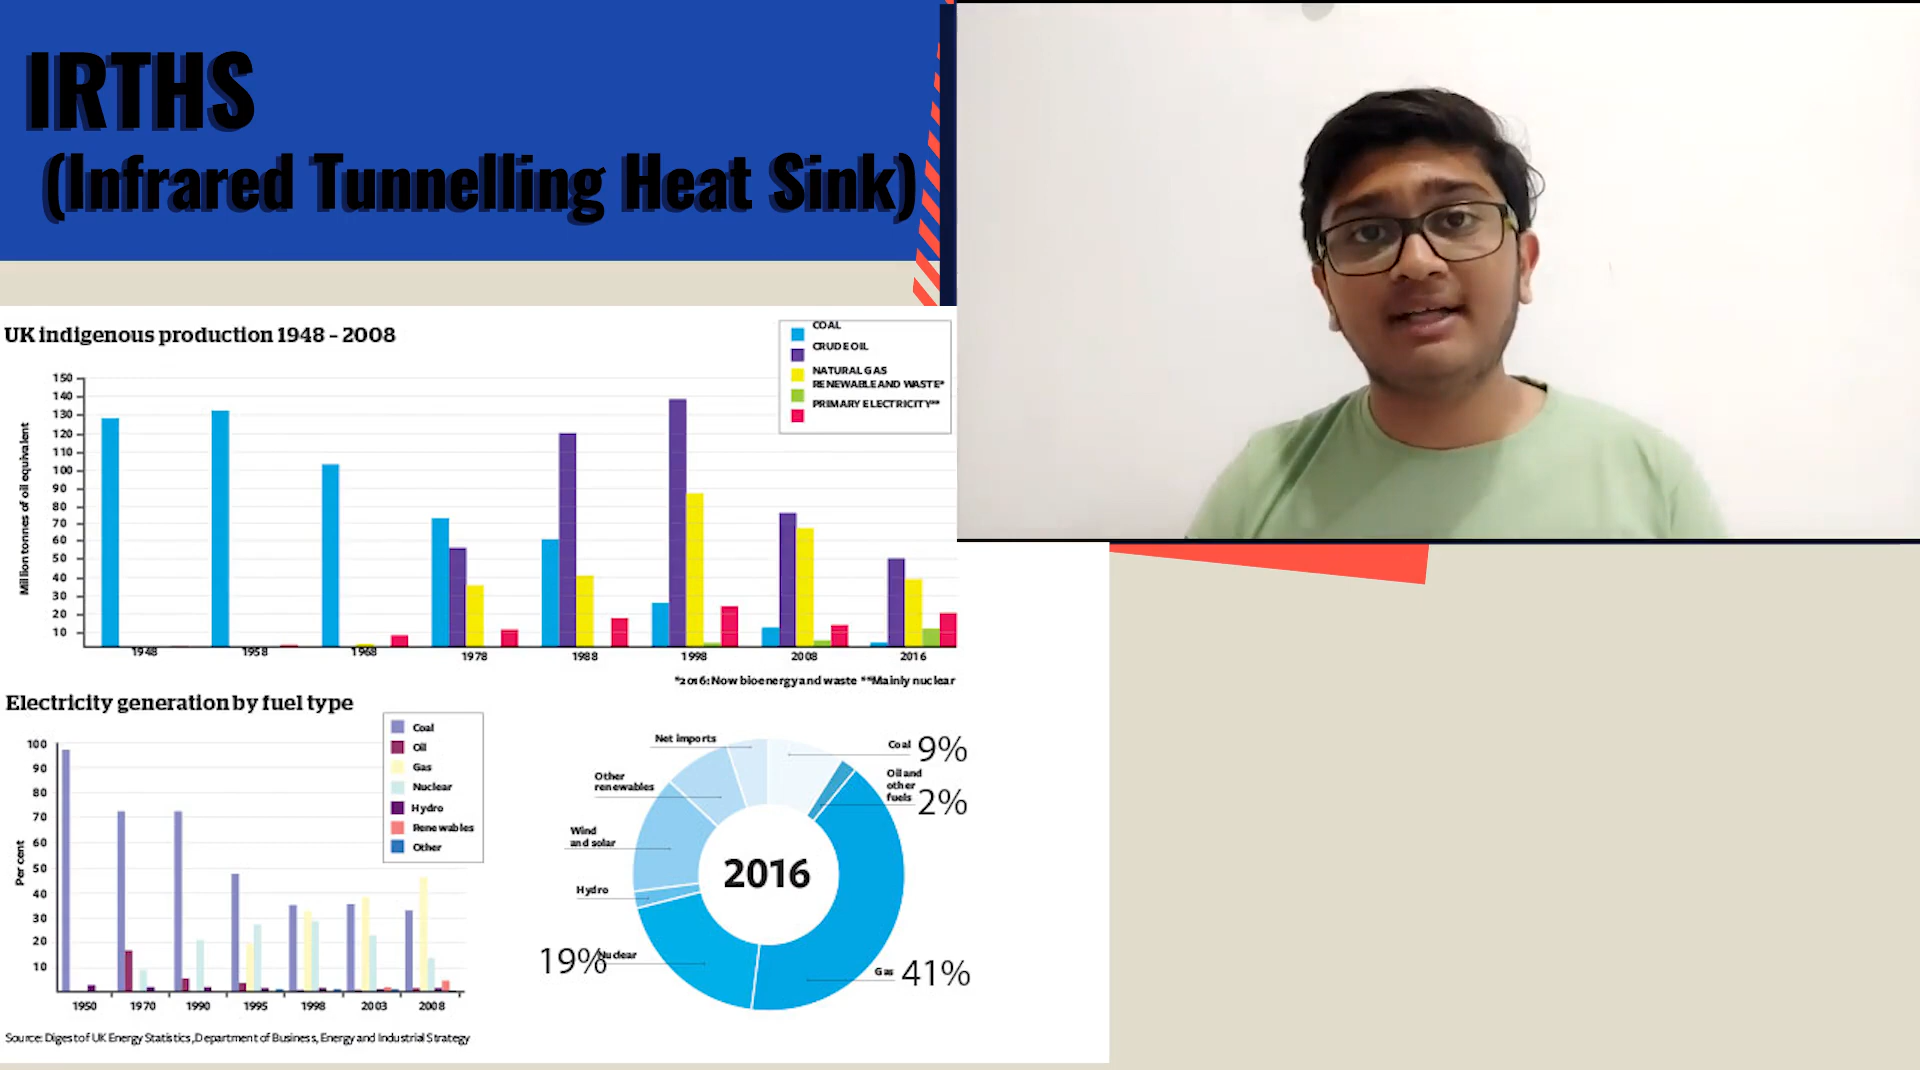 IRTHS
(Infrared Tunnelling Heat Sink)
UK indigenous production 1948 – 2008
COAL
CRUDE OIL
NATURAL GAS
RENEWABLE AND WASTE*
PRIMARY ELECTRICITY**
Million tonnes of oil equivalent
150
140
130
120
110
100
90
80
70
60
50
40
30
20
10
1948 1958 1968 1978 1988 1998 2008 2016
*2016: Now bioenergy and waste **Mainly nuclear
Electricity generation by fuel type
Coal
Oil
Gas
Nuclear
Hydro
Renewables
Other
Per cent
100
90
80
70
60
50
40
30
20
10
1950 1970 1990 1995 1998 2003 2008
Net imports
Other
renewables
Wind
and solar
Hydro
19% Nuclear
2016
Coal 9%
Oil and
other
fuels 2%
Gas 41%
Source: Digest of UK Energy Statistics, Department of Business, Energy and Industrial Strategy